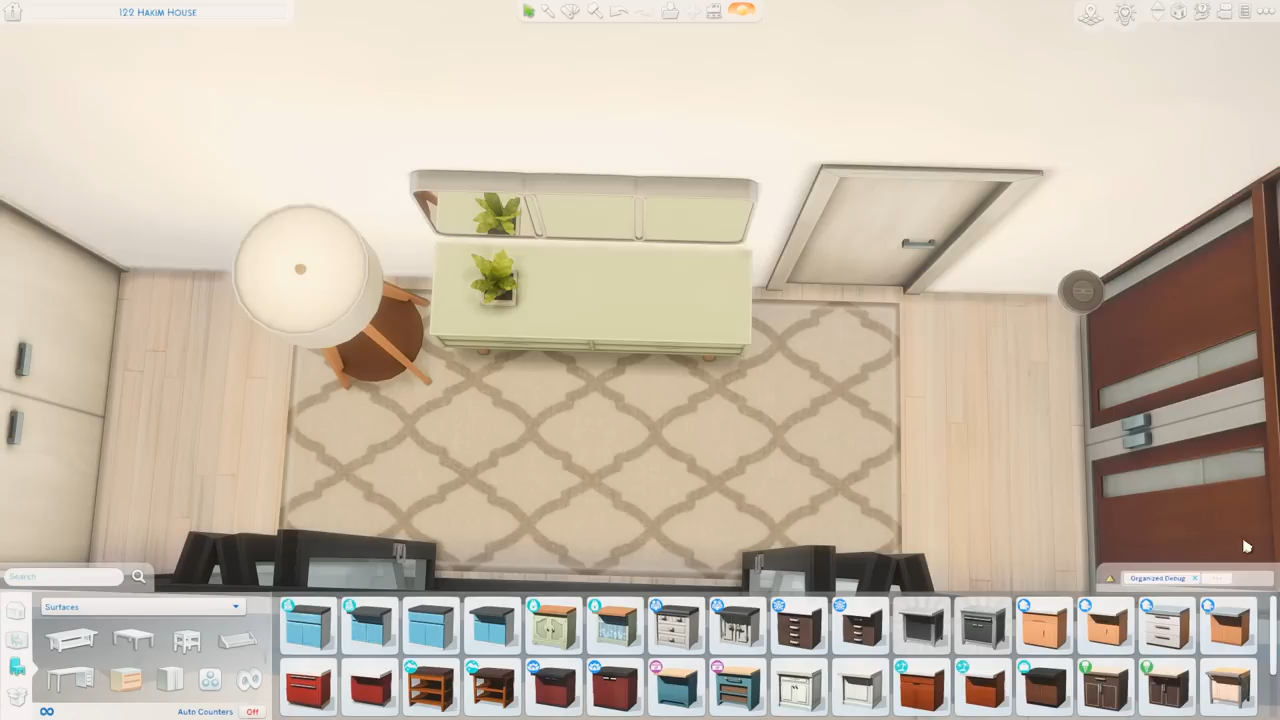 122 Hakim House
Search
Organized Debug
Surfaces
Auto Counters Off